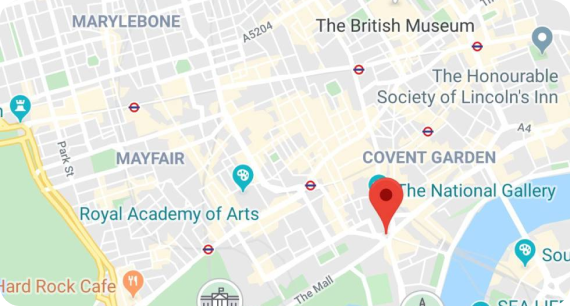 MARYLEBONE
A5204
The British Museum
The Honourable
Society of Lincoln's Inn
A4
Park St
MAYFAIR
COVENT GARDEN
The National Gallery
Royal Academy of Arts
Sou
Hard Rock Cafe
The Mall
SEA LIFE